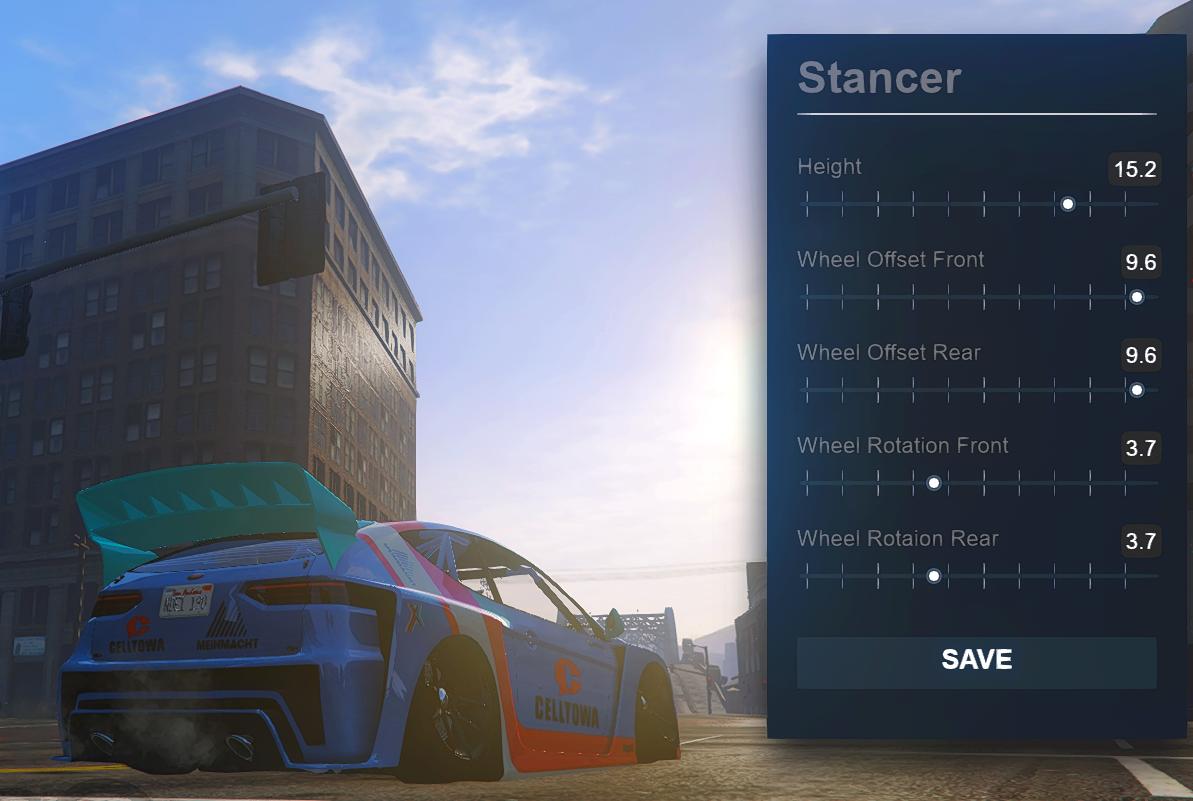 Stancer
Height
15.2
Wheel Offset Front
9.6
Wheel Offset Rear
9.6
Wheel Rotation Front
3.7
Wheel Rotaion Rear
3.7
SAVE
CELLTOWA
MEIHMACHT
CELLTOWA